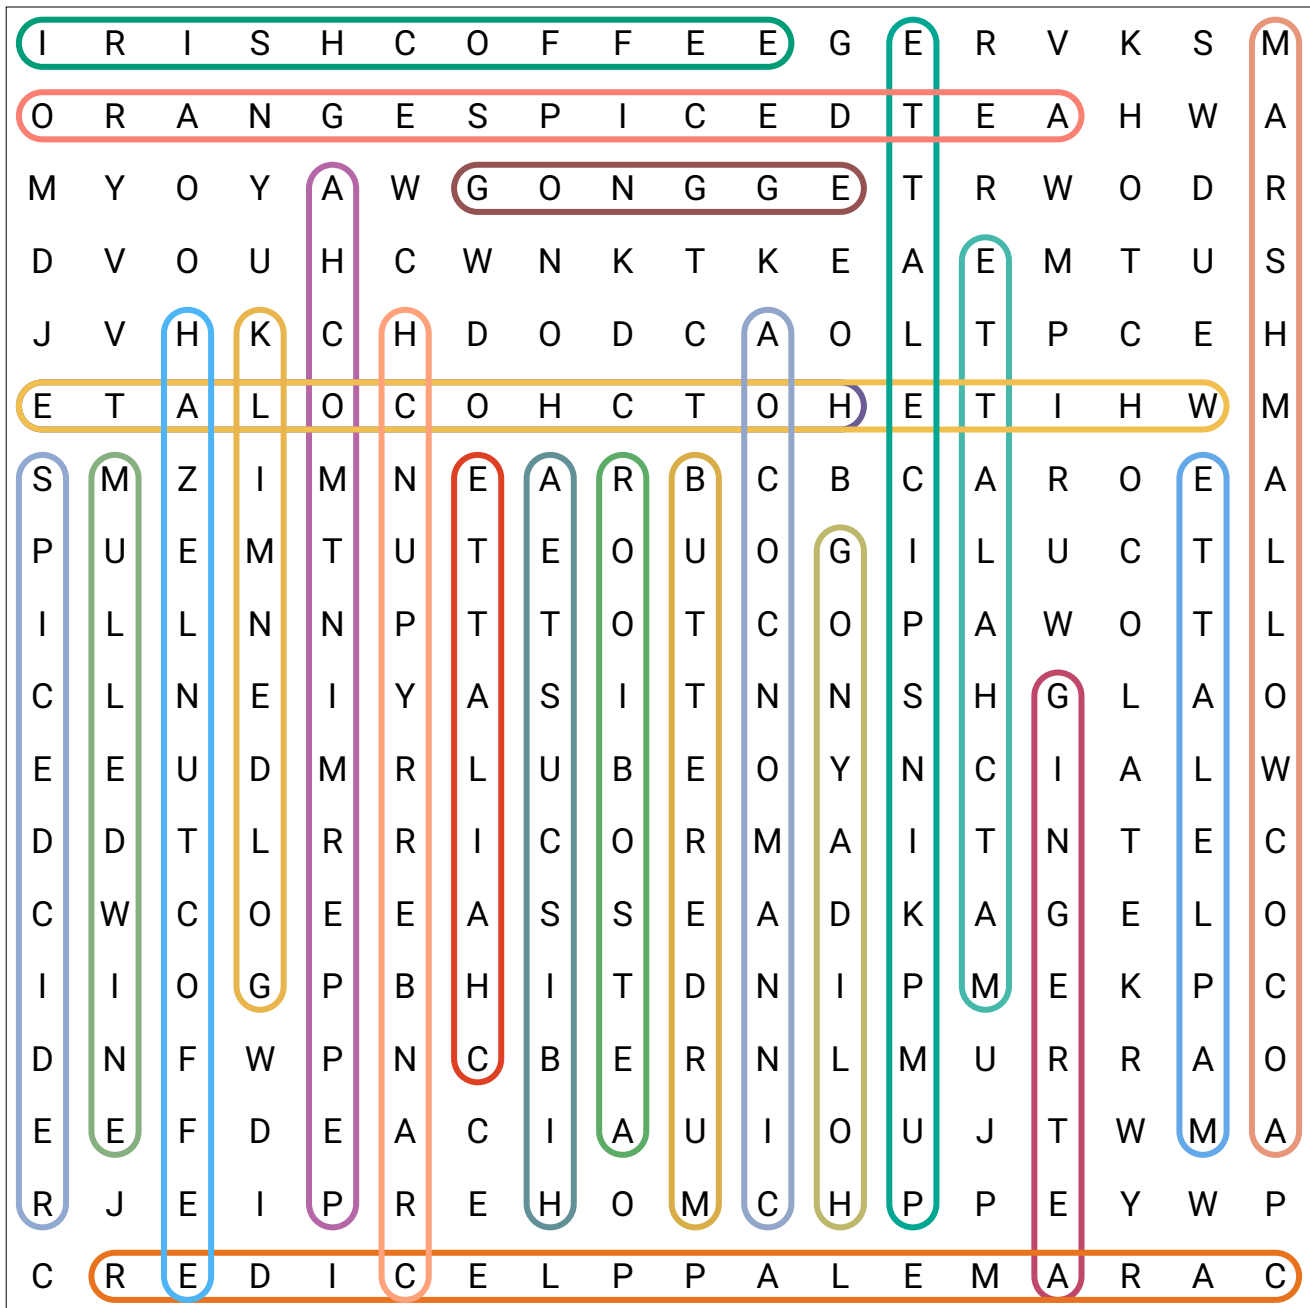 I R I S H C O F F E E G E R V K S M
O R A N G E S P I C E D T E A H W A
M Y O Y A W G O N G G E T R W O D R
D V O U H C W N K T K E A E M T U S
J V H K C H D O D C A O L T P C E H
E T A L O C O H C T O H E T I H W M
S M Z I M N E A R B C B C A R O E A
P U E M T U T E O U O G I L U C T L
I L L N N P T T O T C O P A W O T L
C L N E I Y A S I T N N S H G L A O
E E U D M R L U B E O Y N C I A L W
D D T L R R I C O R M A I T N T E C
C W C O E E A S S E A D K A G E L O
I I O G P B H I T D N I P M E K P C
D N F W P N C B E R N L M U R R A O
E E F D E A C I A U I O U J T W M A
R J E I P R E H O M C H P P E Y W P
C R E D I C E L P P A L E M A R A C